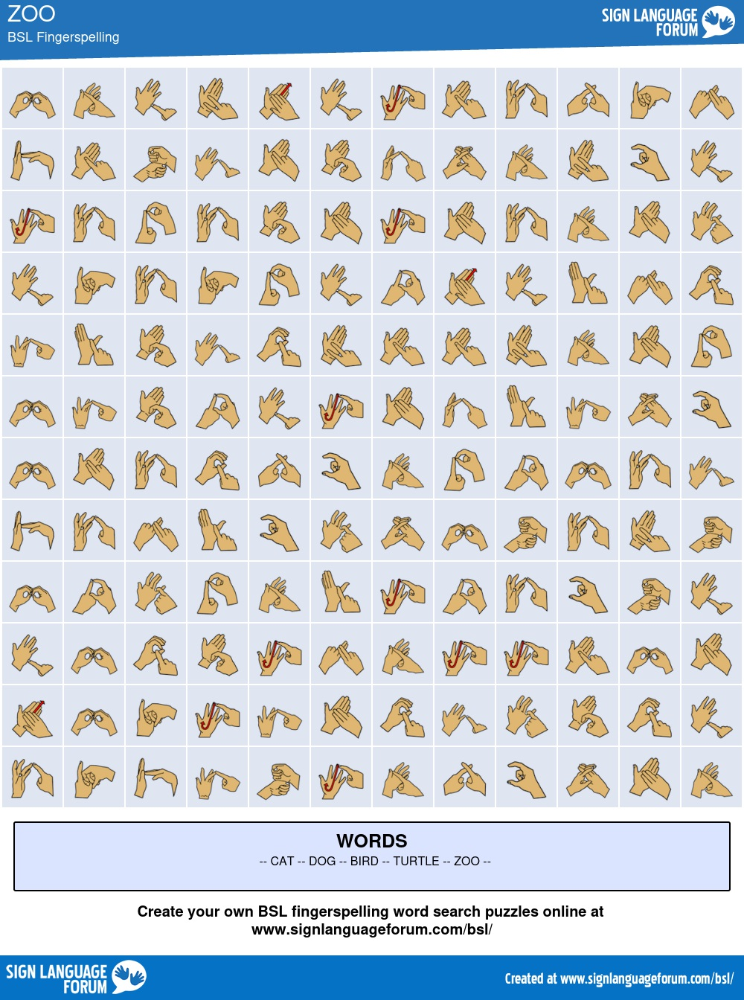 ZOO
BSL Fingerspelling
SIGN LANGUAGE
FORUM
WORDS
-- CAT -- DOG -- BIRD -- TURTLE -- ZOO --
Create your own BSL fingerspelling word search puzzles online at
www.signlanguageforum.com/bsl/
SIGN LANGUAGE
FORUM
Created at www.signlanguageforum.com/bsl/